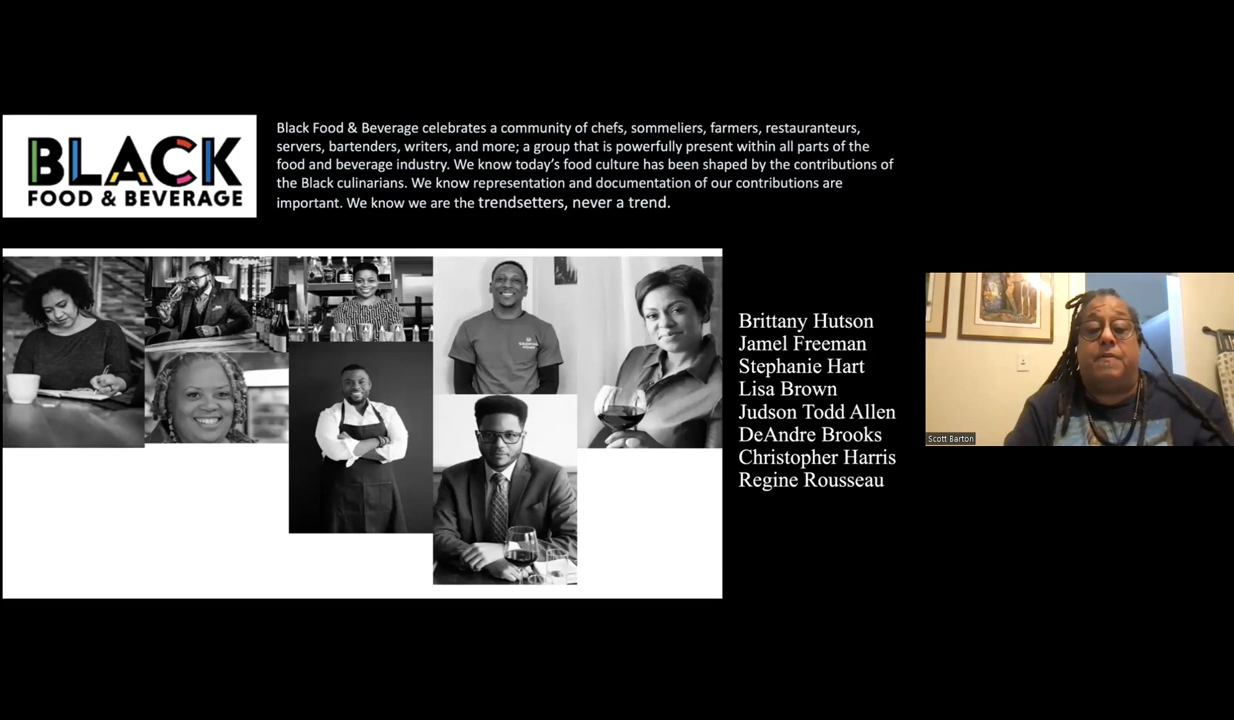 BLACK
FOOD & BEVERAGE
Black Food & Beverage celebrates a community of chefs, sommeliers, farmers, restauranteurs,
servers, bartenders, writers, and more; a group that is powerfully present within all parts of the
food and beverage industry. We know today’s food culture has been shaped by the contributions of
the Black culinarians. We know representation and documentation of our contributions are
important. We know we are the trendsetters, never a trend.
Brittany Hutson
Jamel Freeman
Stephanie Hart
Lisa Brown
Judson Todd Allen
DeAndre Brooks
Christopher Harris
Regine Rousseau
Scott Barton